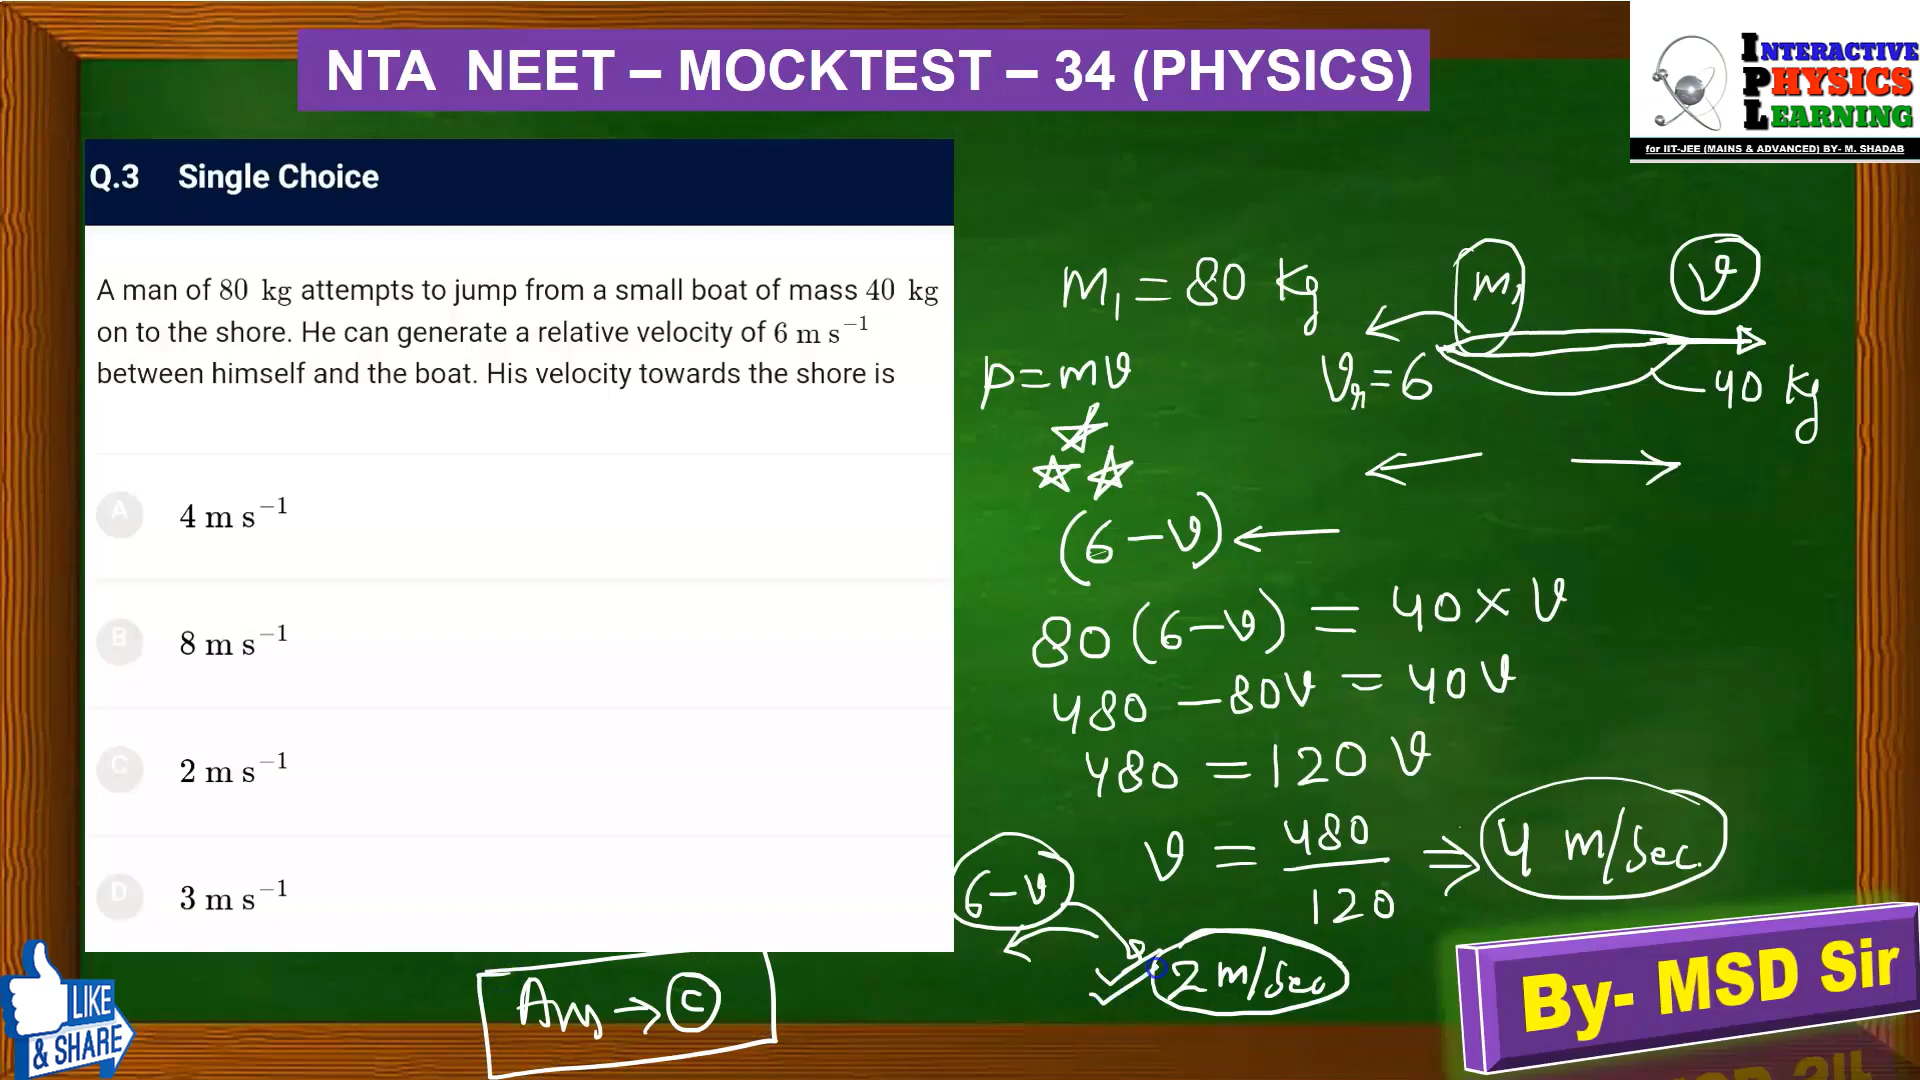 NTA NEET – MOCKTEST – 34 (PHYSICS)
INTERACTIVE
PHYSICS
LEARNING
for IIT-JEE (MAINS & ADVANCED) BY- M. SHADAB
Q.3 Single Choice
A man of 80 kg attempts to jump from a small boat of mass 40 kg
on to the shore. He can generate a relative velocity of 6 m s⁻¹
between himself and the boat. His velocity towards the shore is
A 4 m s⁻¹
B 8 m s⁻¹
C 2 m s⁻¹
D 3 m s⁻¹
M₁ = 80 kg
m₁
v
p = mv
Vr = 6
40 kg
(6 – v) ←
80 (6 – v) = 40 × v
480 – 80v = 40v
480 = 120 v
v = 480/120 ⇒ 4 m/sec.
6 – v
2 m/sec
Ans → C
LIKE
& SHARE
By- MSD Sir